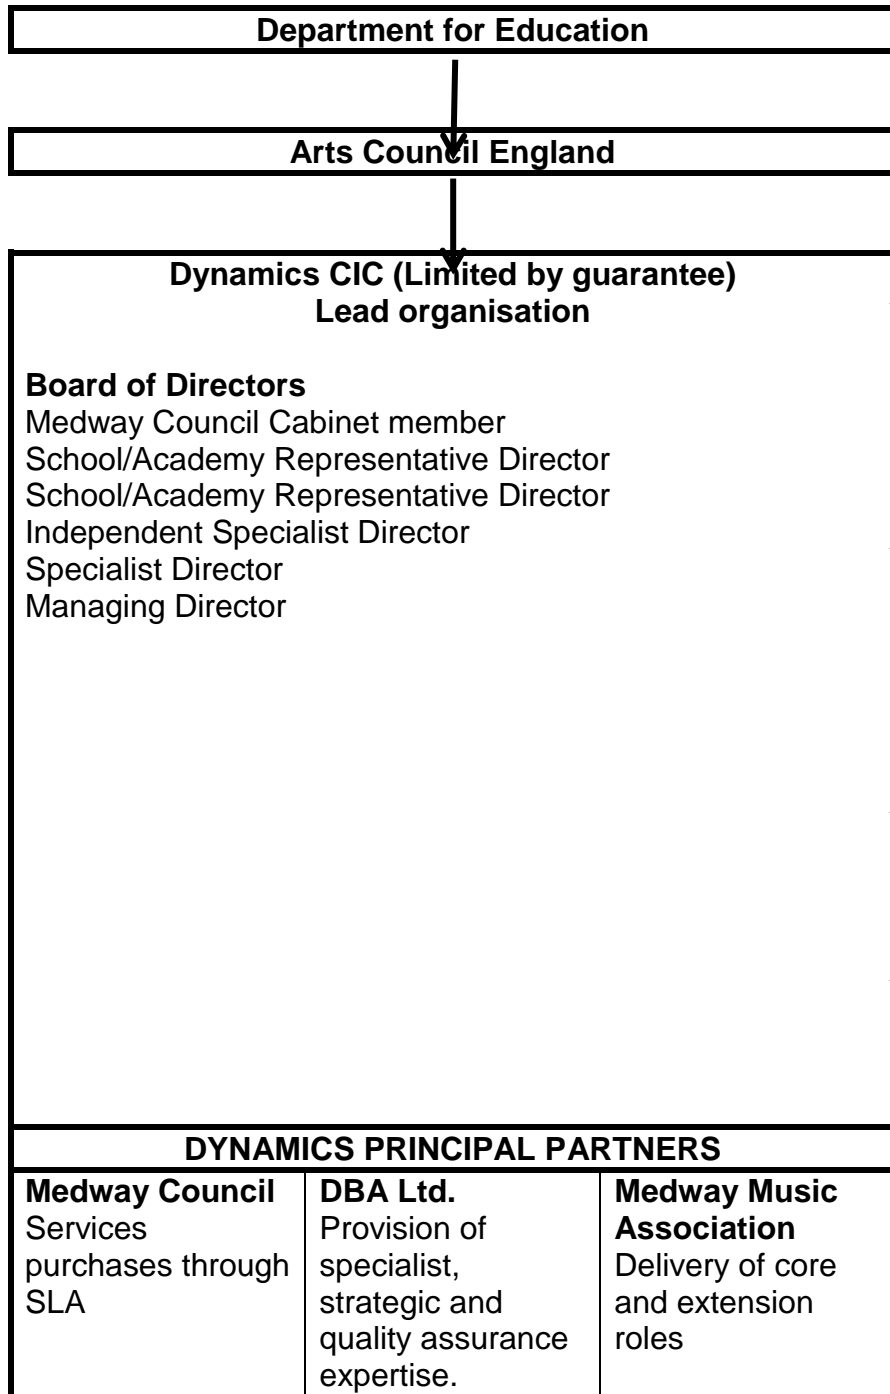 Department for Education
Arts Council England
Dynamics CIC (Limited by guarantee)
Lead organisation
Board of Directors
Medway Council Cabinet member
School/Academy Representative Director
School/Academy Representative Director
Independent Specialist Director
Specialist Director
Managing Director
DYNAMICS PRINCIPAL PARTNERS
Medway Council
Services
purchases through
SLA
DBA Ltd.
Provision of
specialist,
strategic and
quality assurance
expertise.
Medway Music
Association
Delivery of core
and extension
roles